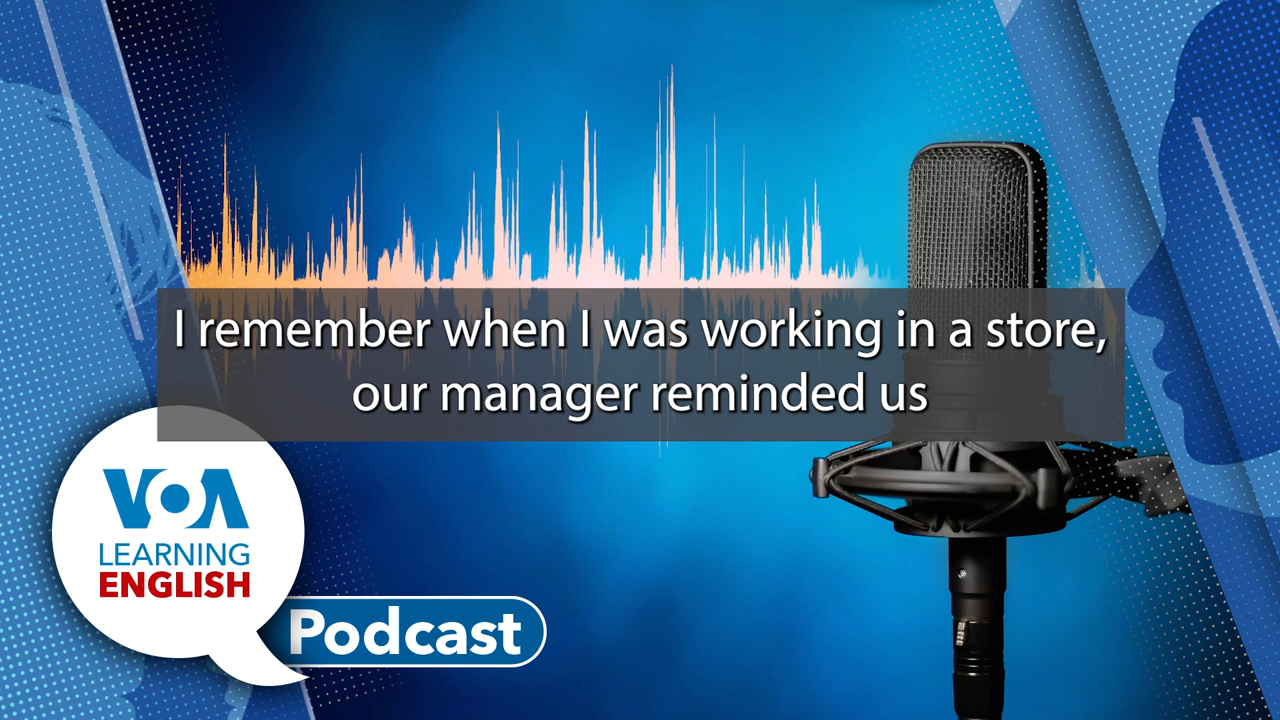 I remember when I was working in a store,
our manager reminded us
VOA
LEARNING
ENGLISH
Podcast